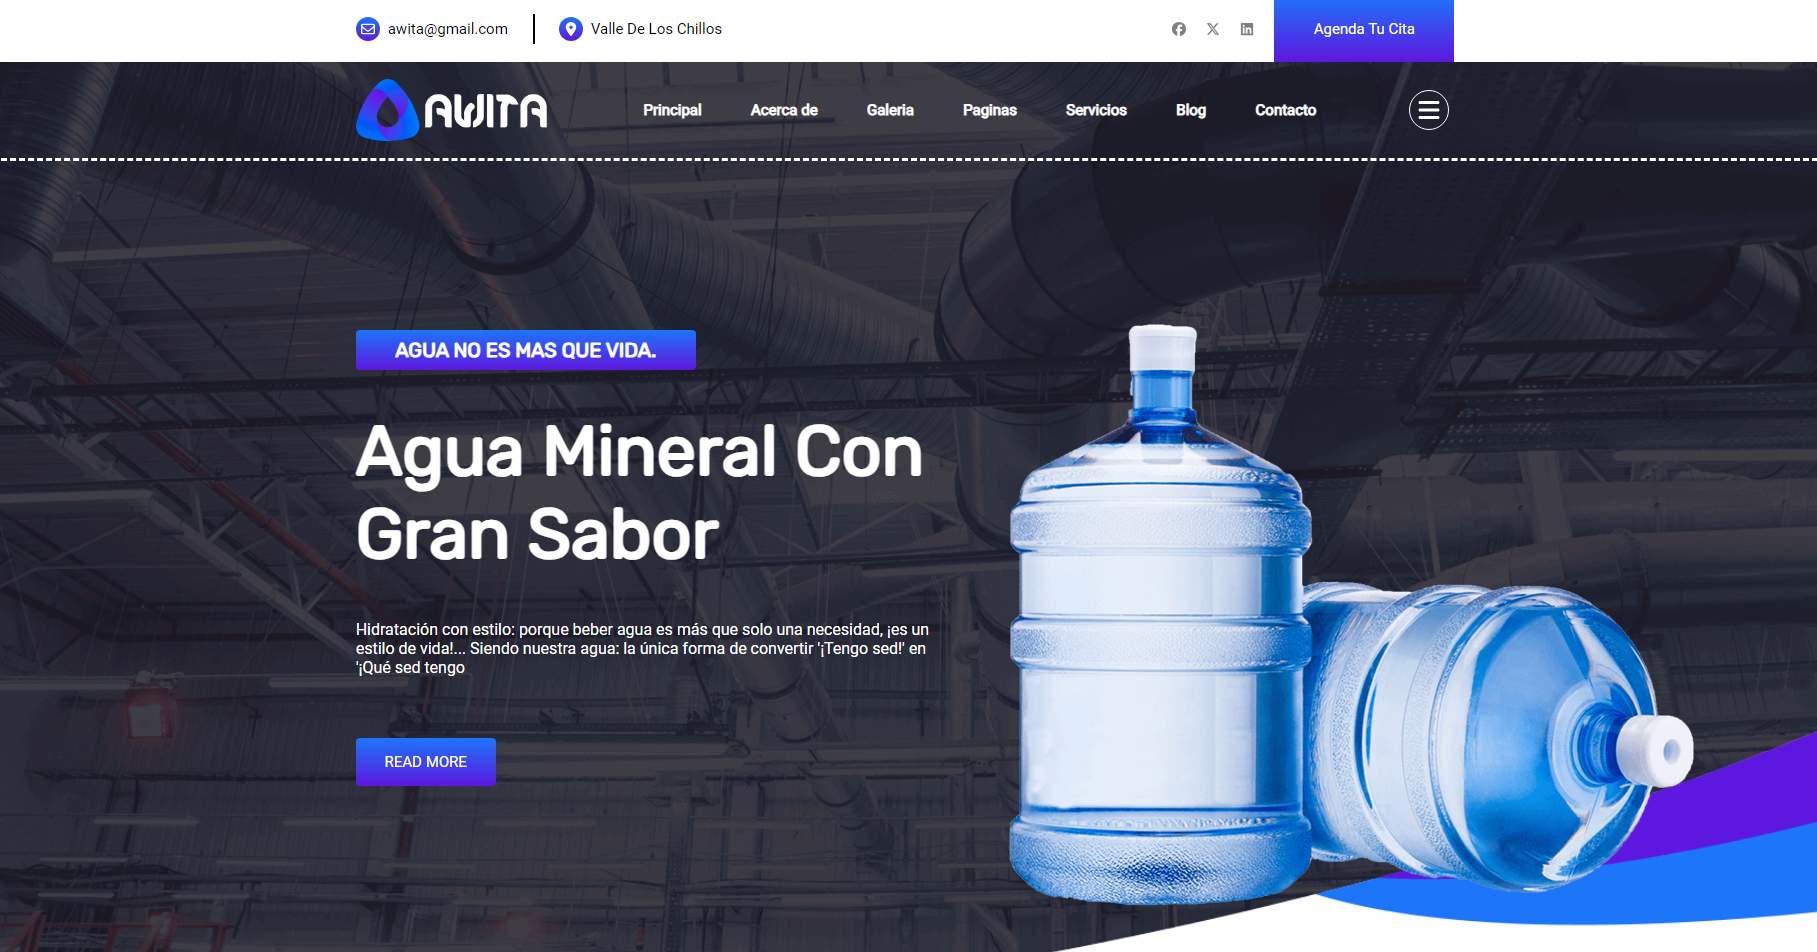 awita@gmail.com
Valle De Los Chillos
Agenda Tu Cita
AWITA
Principal
Acerca de
Galeria
Paginas
Servicios
Blog
Contacto
AGUA NO ES MAS QUE VIDA.
Agua Mineral Con
Gran Sabor
Hidratación con estilo: porque beber agua es más que solo una necesidad, ¡es un
estilo de vida!... Siendo nuestra agua: la única forma de convertir '¡Tengo sed!' en
'¡Qué sed tengo
READ MORE